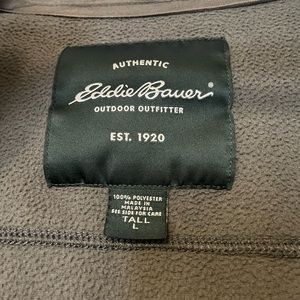 AUTHENTIC
Eddie Bauer
OUTDOOR OUTFITTER
EST. 1920
100% POLYESTER
MADE IN
MALAYSIA
SEE SIDE FOR CARE
TALL
L